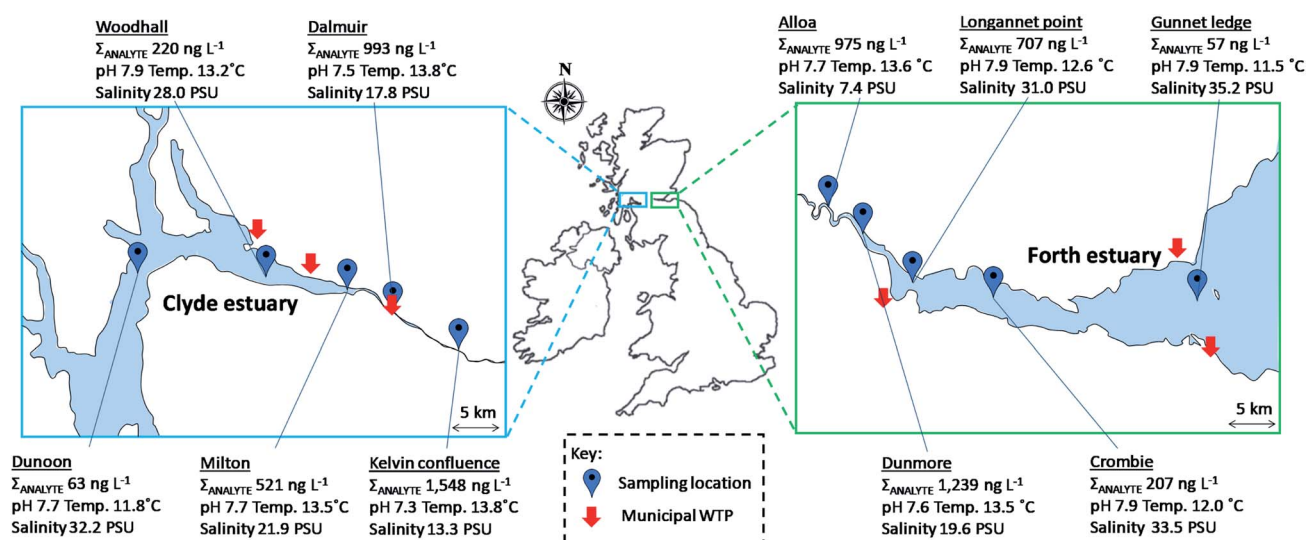 Woodhall
ΣANALYTE 220 ng L-1
pH 7.9 Temp. 13.2˚C
Salinity 28.0 PSU
Dalmuir
ΣANALYTE 993 ng L-1
pH 7.5 Temp. 13.8˚C
Salinity 17.8 PSU
Alloa
ΣANALYTE 975 ng L-1
pH 7.7 Temp. 13.6 ˚C
Salinity 7.4 PSU
Longannet point
ΣANALYTE 707 ng L-1
pH 7.9 Temp. 12.6˚C
Salinity 31.0 PSU
Gunnet ledge
ΣANALYTE 57 ng L-1
pH 7.9 Temp. 11.5˚C
Salinity 35.2 PSU
N
Clyde estuary
5 km
Forth estuary
5 km
Dunoon
ΣANALYTE 63 ng L-1
pH 7.7 Temp. 11.8˚C
Salinity 32.2 PSU
Milton
ΣANALYTE 521 ng L-1
pH 7.7 Temp. 13.5˚C
Salinity 21.9 PSU
Kelvin confluence
ΣANALYTE 1,548 ng L-1
pH 7.3 Temp. 13.8˚C
Salinity 13.3 PSU
Key:
Sampling location
Municipal WTP
Dunmore
ΣANALYTE 1,239 ng L-1
pH 7.6 Temp. 13.5 ˚C
Salinity 19.6 PSU
Crombie
ΣANALYTE 207 ng L-1
pH 7.9 Temp. 12.0 ˚C
Salinity 33.5 PSU